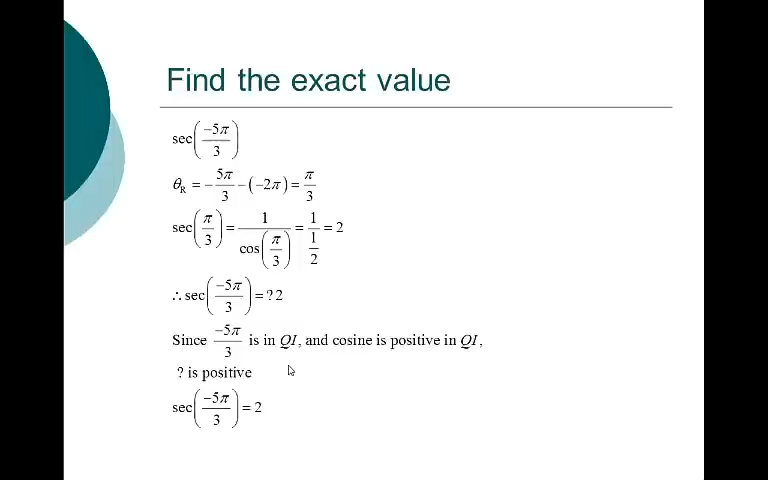 Find the exact value
sec(−5π/3)
θ_R = −5π/3 − (−2π) = π/3
sec(π/3) = 1/cos(π/3) = 1/(1/2) = 2
∴ sec(−5π/3) = ? 2
Since −5π/3 is in QI, and cosine is positive in QI,
? is positive
sec(−5π/3) = 2